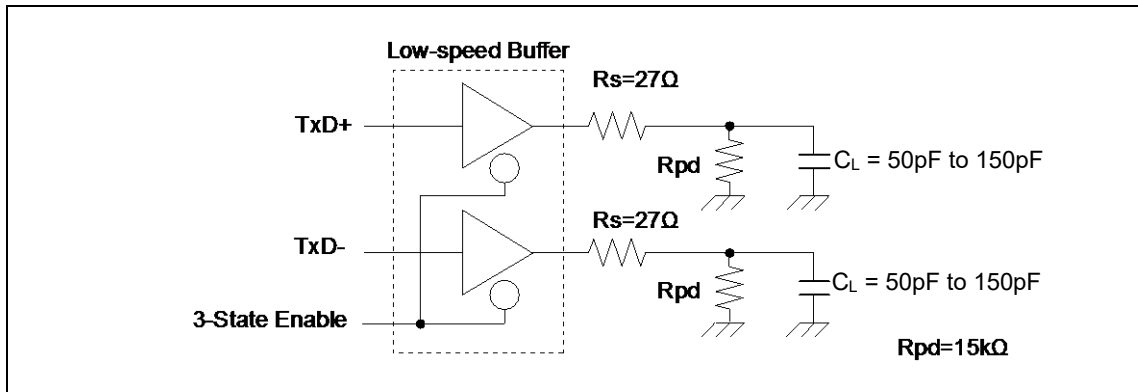 Low-speed Buffer
Rs=27Ω
TxD+
Rpd
CL = 50pF to 150pF
Rs=27Ω
TxD-
Rpd
CL = 50pF to 150pF
3-State Enable
Rpd=15kΩ